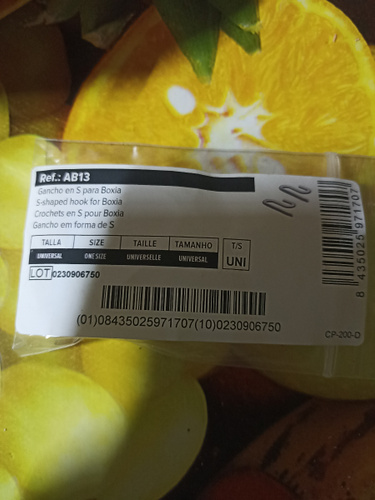 Ref.: AB13
Gancho en S para Boxia
S-shaped hook for Boxia
Crochets en S pour Boxia
Gancho em forma de S
TALLA SIZE TAILLE TAMANHO T/S
UNIVERSAL ONE SIZE UNIVERSELLE UNIVERSAL UNI
LOT 0230906750
(01)08435025971707(10)0230906750
8 435025 971707
CP-200-D